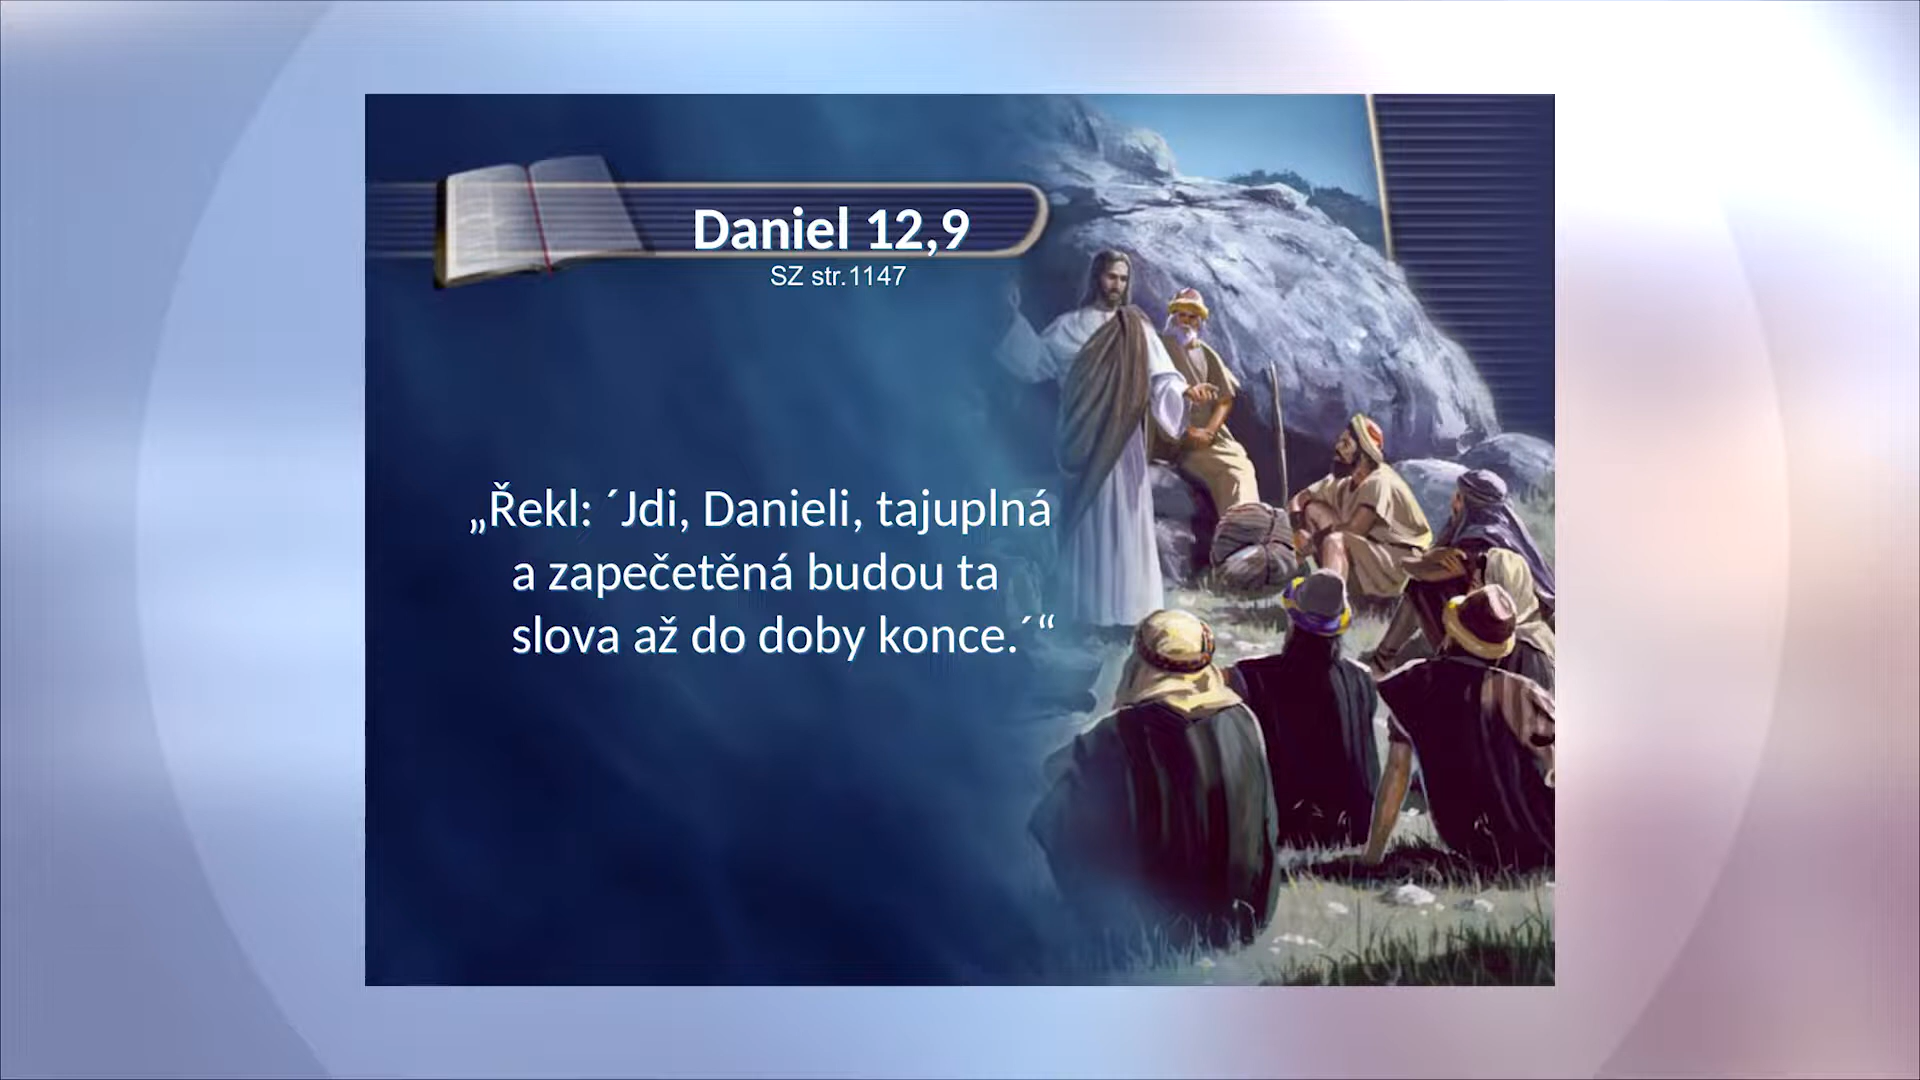 Daniel 12,9
SZ str.1147
„Řekl: ´Jdi, Danieli, tajuplná
a zapečetěná budou ta
slova až do doby konce.´“